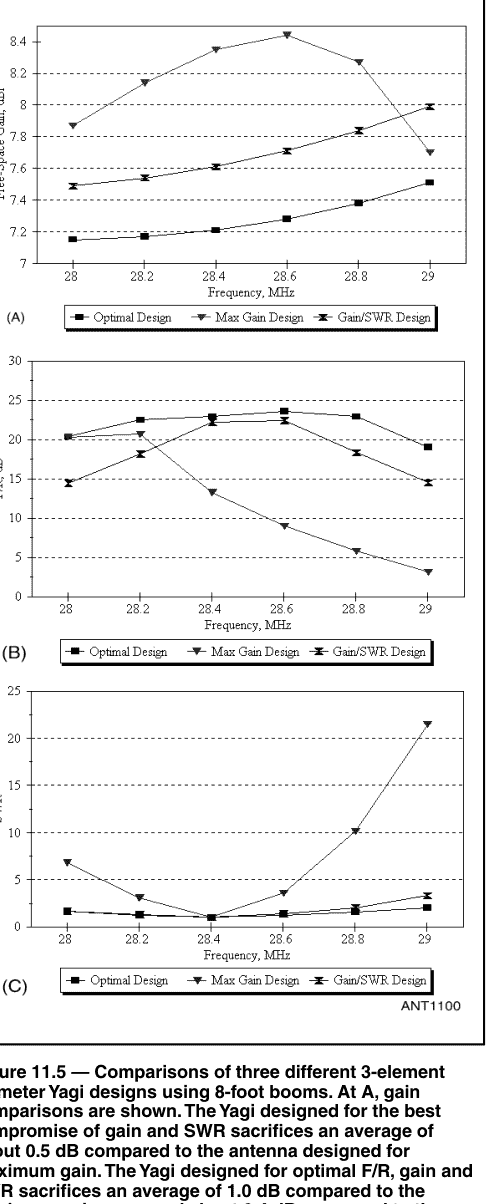 8.4
8.2
8
7.8
7.6
7.4
7.2
7
Free-Space Gain, dBi
28 28.2 28.4 28.6 28.8 29
Frequency, MHz
(A)
Optimal Design Max Gain Design Gain/SWR Design
30
25
20
15
10
5
0
28 28.2 28.4 28.6 28.8 29
Frequency, MHz
(B)
Optimal Design Max Gain Design Gain/SWR Design
25
20
15
10
5
0
28 28.2 28.4 28.6 28.8 29
Frequency, MHz
(C)
Optimal Design Max Gain Design Gain/SWR Design
ANT1100
ure 11.5 — Comparisons of three different 3-element
meter Yagi designs using 8-foot booms. At A, gain
mparisons are shown. The Yagi designed for the best
mpromise of gain and SWR sacrifices an average of
out 0.5 dB compared to the antenna designed for
ximum gain. The Yagi designed for optimal F/R, gain and
R sacrifices an average of 1.0 dB compared to the